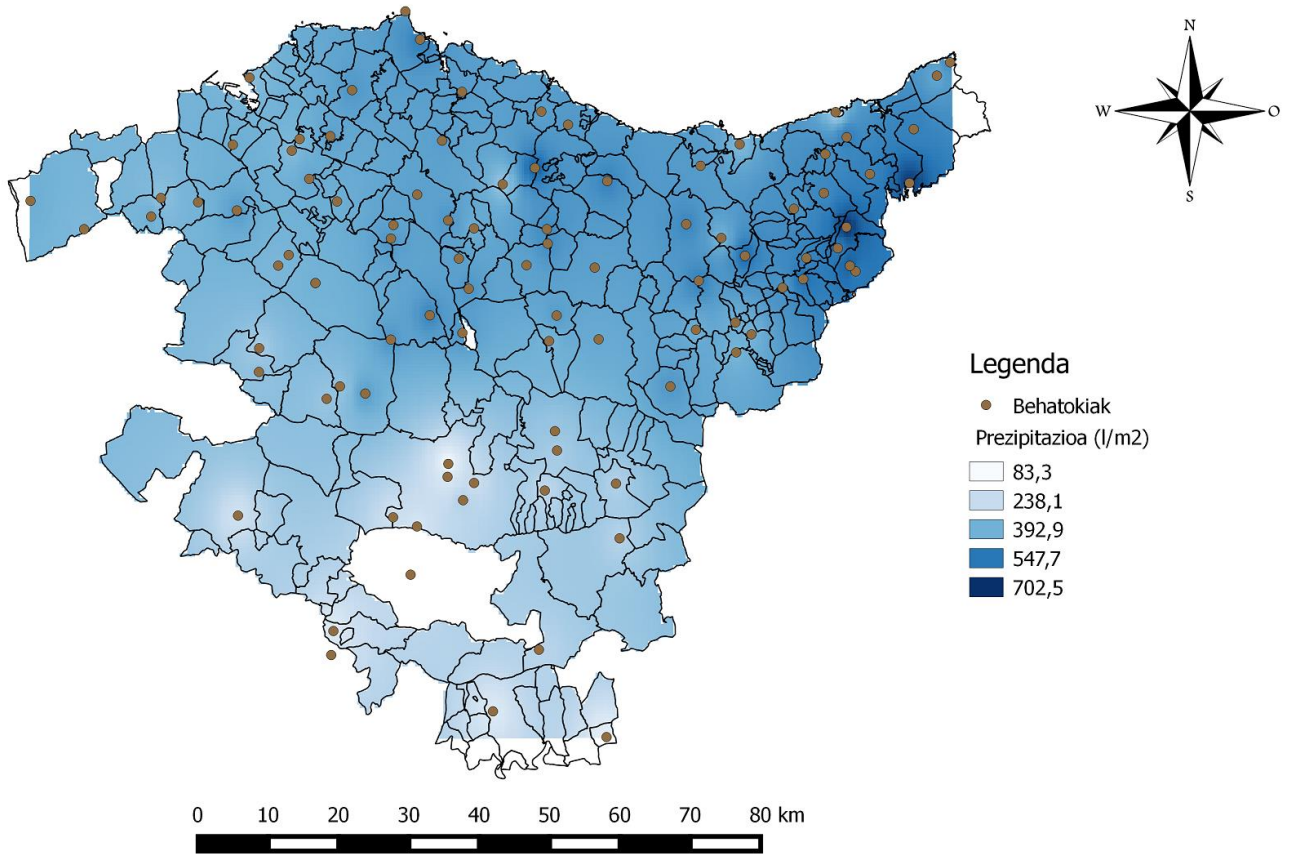 N
W
O
S
Legenda
Behatokiak
Prezipitazioa (l/m2)
83,3
238,1
392,9
547,7
702,5
0 10 20 30 40 50 60 70 80 km